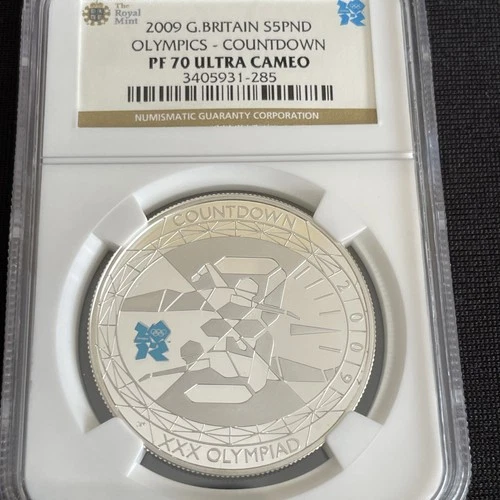 The
Royal
Mint
2009 G.BRITAIN S5PND
OLYMPICS - COUNTDOWN
PF 70 ULTRA CAMEO
3405931-285
NUMISMATIC GUARANTY CORPORATION
COUNTDOWN
2009
XXX OLYMPIAD